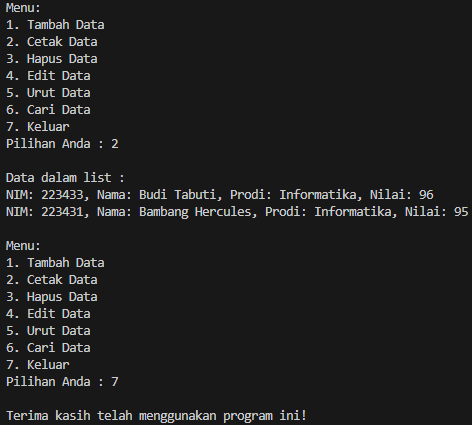 Menu:
1. Tambah Data
2. Cetak Data
3. Hapus Data
4. Edit Data
5. Urut Data
6. Cari Data
7. Keluar
Pilihan Anda : 2
Data dalam list :
NIM: 223433, Nama: Budi Tabuti, Prodi: Informatika, Nilai: 96
NIM: 223431, Nama: Bambang Hercules, Prodi: Informatika, Nilai: 95
Menu:
1. Tambah Data
2. Cetak Data
3. Hapus Data
4. Edit Data
5. Urut Data
6. Cari Data
7. Keluar
Pilihan Anda : 7
Terima kasih telah menggunakan program ini!